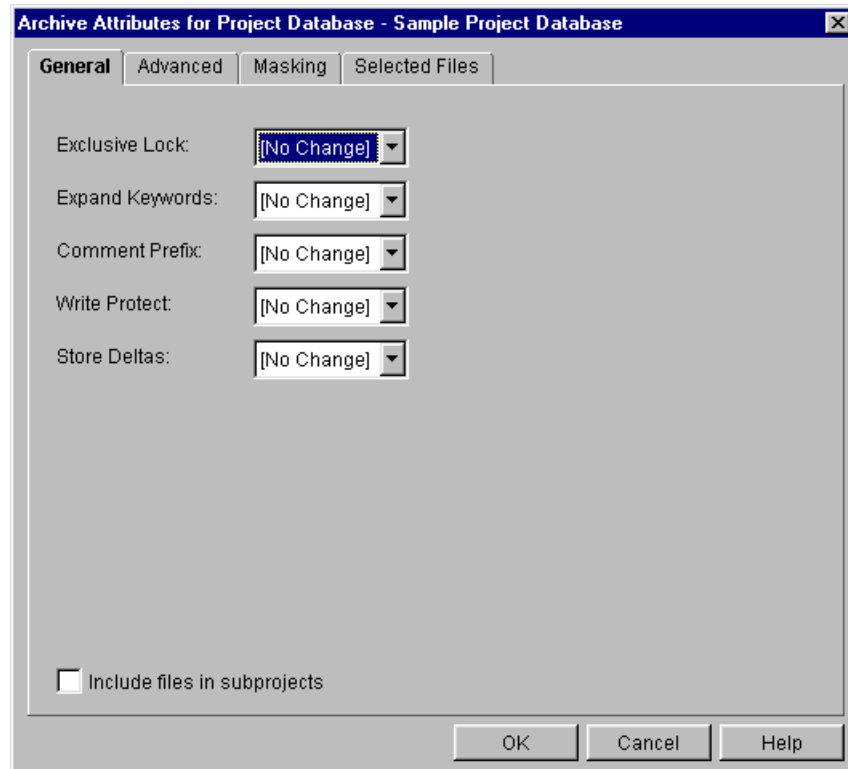 Archive Attributes for Project Database - Sample Project Database
General Advanced Masking Selected Files
Exclusive Lock: [No Change]
Expand Keywords: [No Change]
Comment Prefix: [No Change]
Write Protect: [No Change]
Store Deltas: [No Change]
Include files in subprojects
OK Cancel Help